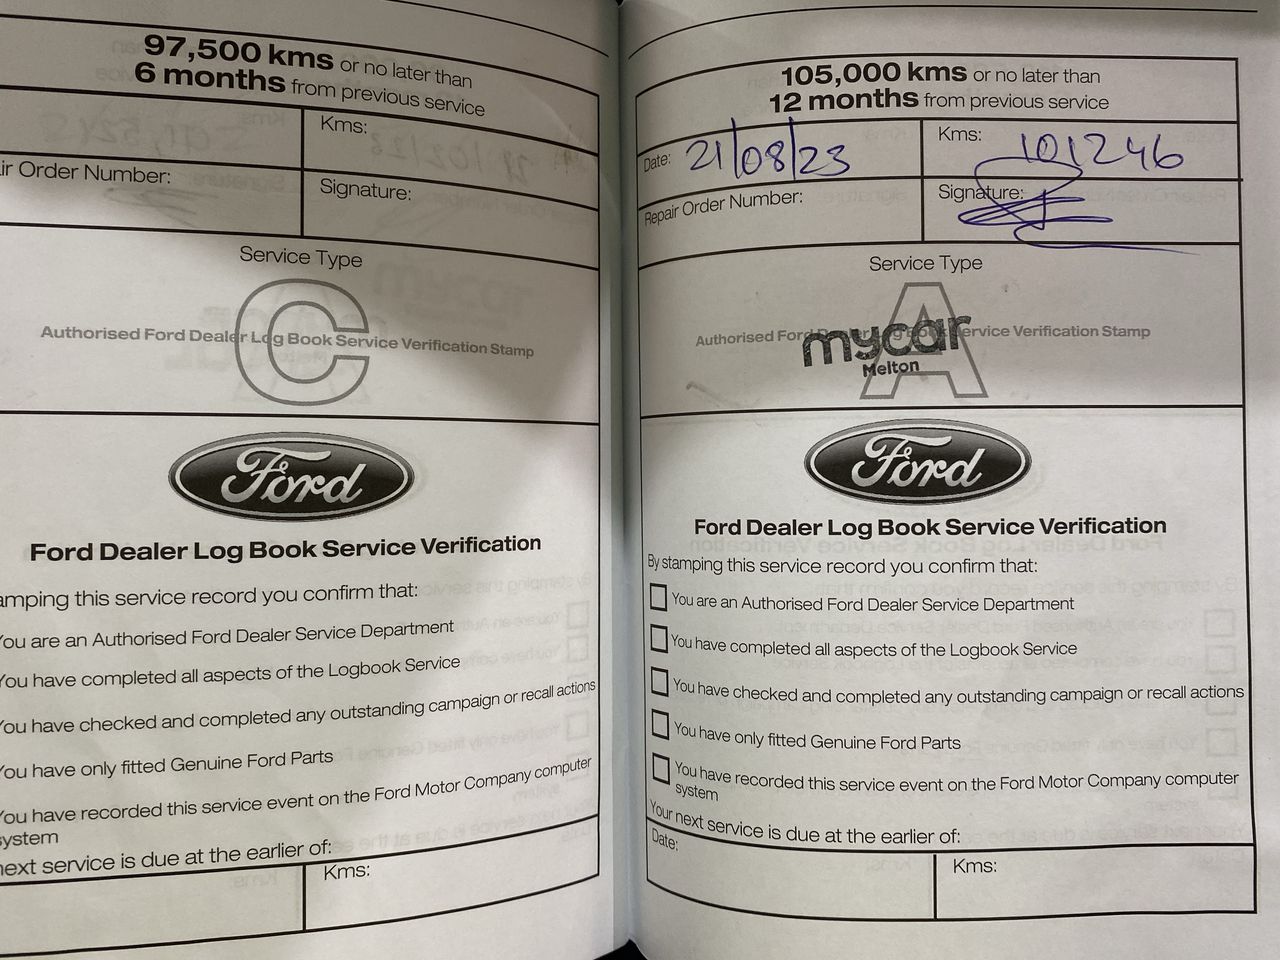 97,500 kms or no later than
6 months from previous service
Kms:
ir Order Number:
Signature:
Service Type
C
Authorised Ford Dealer Log Book Service Verification Stamp
Ford
Ford Dealer Log Book Service Verification
amping this service record you confirm that:
You are an Authorised Ford Dealer Service Department
You have completed all aspects of the Logbook Service
You have checked and completed any outstanding campaign or recall actions
You have only fitted Genuine Ford Parts
You have recorded this service event on the Ford Motor Company computer
system
next service is due at the earlier of:
Kms:
105,000 kms or no later than
12 months from previous service
Date: 21/08/23
Kms: 101246
Repair Order Number:
Signature:
Service Type
A
Authorised Ford Dealer Log Book Service Verification Stamp
mycar
Melton
Ford
Ford Dealer Log Book Service Verification
By stamping this service record you confirm that:
You are an Authorised Ford Dealer Service Department
You have completed all aspects of the Logbook Service
You have checked and completed any outstanding campaign or recall actions
You have only fitted Genuine Ford Parts
You have recorded this service event on the Ford Motor Company computer
system
Your next service is due at the earlier of:
Date:
Kms: